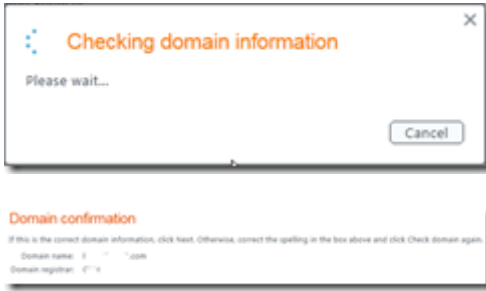 Checking domain information
Please wait...
Cancel
Domain confirmation
If this is the correct domain information, click Next. Otherwise, correct the spelling in the box above and click Check domain again.
Domain name: .com
Domain registrar: